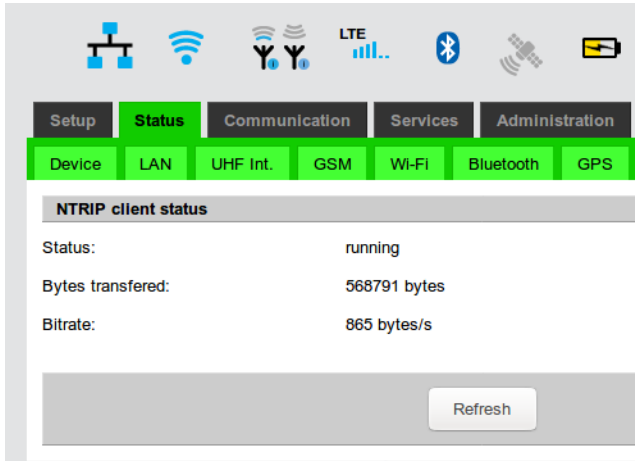 LTE
Setup Status Communication Services Administration
Device LAN UHF Int. GSM Wi-Fi Bluetooth GPS
NTRIP client status
Status: running
Bytes transfered: 568791 bytes
Bitrate: 865 bytes/s
Refresh